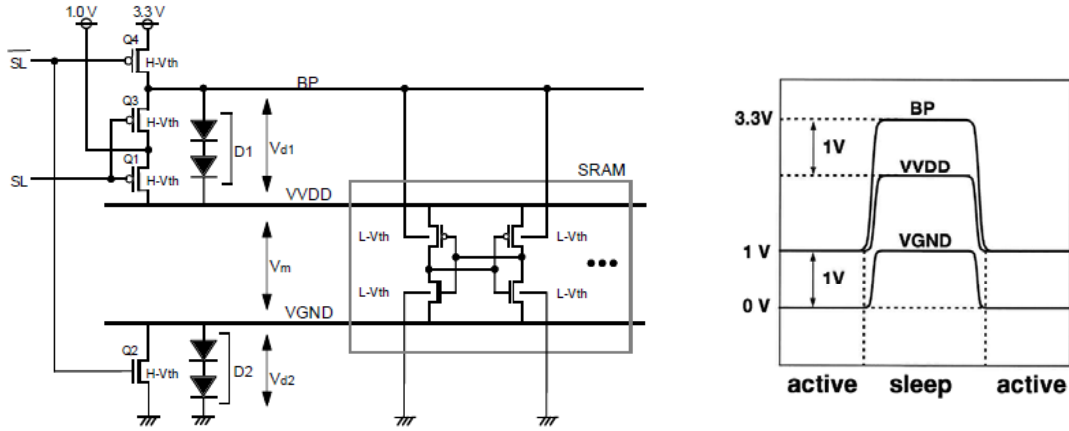 1.0 V 3.3 V
Q4
SL
H-Vth
BP
Q3
H-Vth
D1
Vd1
Q1
SL
H-Vth
SRAM
VVDD
L-Vth L-Vth
Vm
L-Vth L-Vth
VGND
Q2
H-Vth
D2
Vd2
3.3V
BP
1V
VVDD
VGND
1 V
1V
0 V
active sleep active